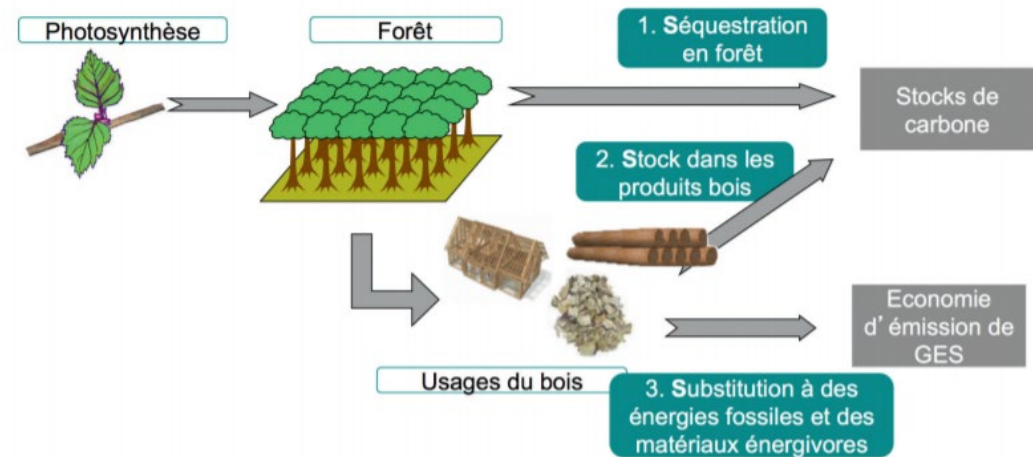 Photosynthèse
Forêt
1. Séquestration
en forêt
Stocks de
carbone
2. Stock dans les
produits bois
Economie
d'émission de
GES
Usages du bois
3. Substitution à des
énergies fossiles et des
matériaux énergivores